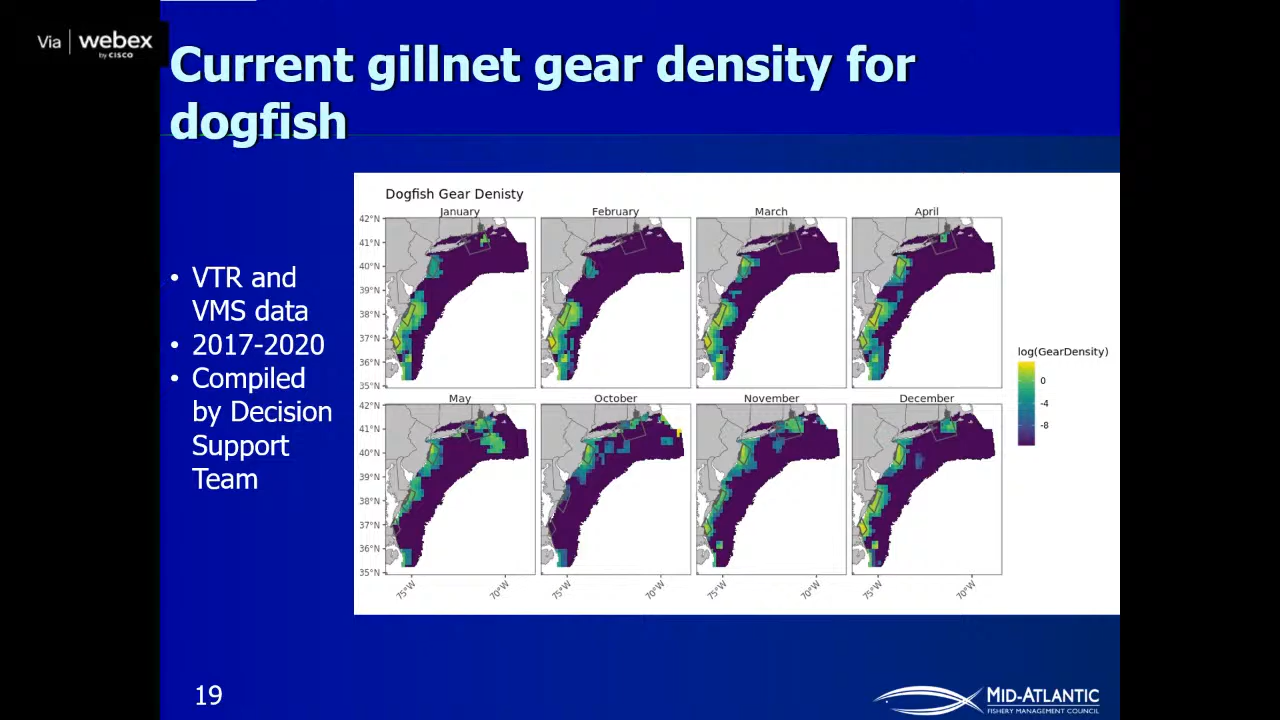 Via webex
by CISCO
Current gillnet gear density for
dogfish
• VTR and
VMS data
• 2017-2020
• Compiled
by Decision
Support
Team
Dogfish Gear Denisty
January February March April
42°N
41°N
40°N
39°N
38°N
37°N
36°N
35°N
May October November December
42°N
41°N
40°N
39°N
38°N
37°N
36°N
35°N
75°W 70°W 75°W 70°W 75°W 70°W 75°W 70°W
log(GearDensity)
0
-4
-8
19
MID-ATLANTIC
FISHERY MANAGEMENT COUNCIL